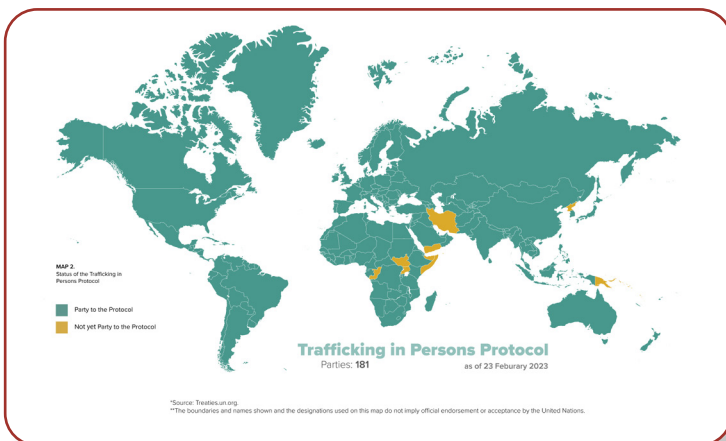 MAP 2.
Status of the Trafficking in
Persons Protocol
Party to the Protocol
Not yet Party to the Protocol
Trafficking in Persons Protocol
Parties: 181
as of 23 Feburary 2023
*Source: Treaties.un.org.
**The boundaries and names shown and the designations used on this map do not imply official endorsement or acceptance by the United Nations.